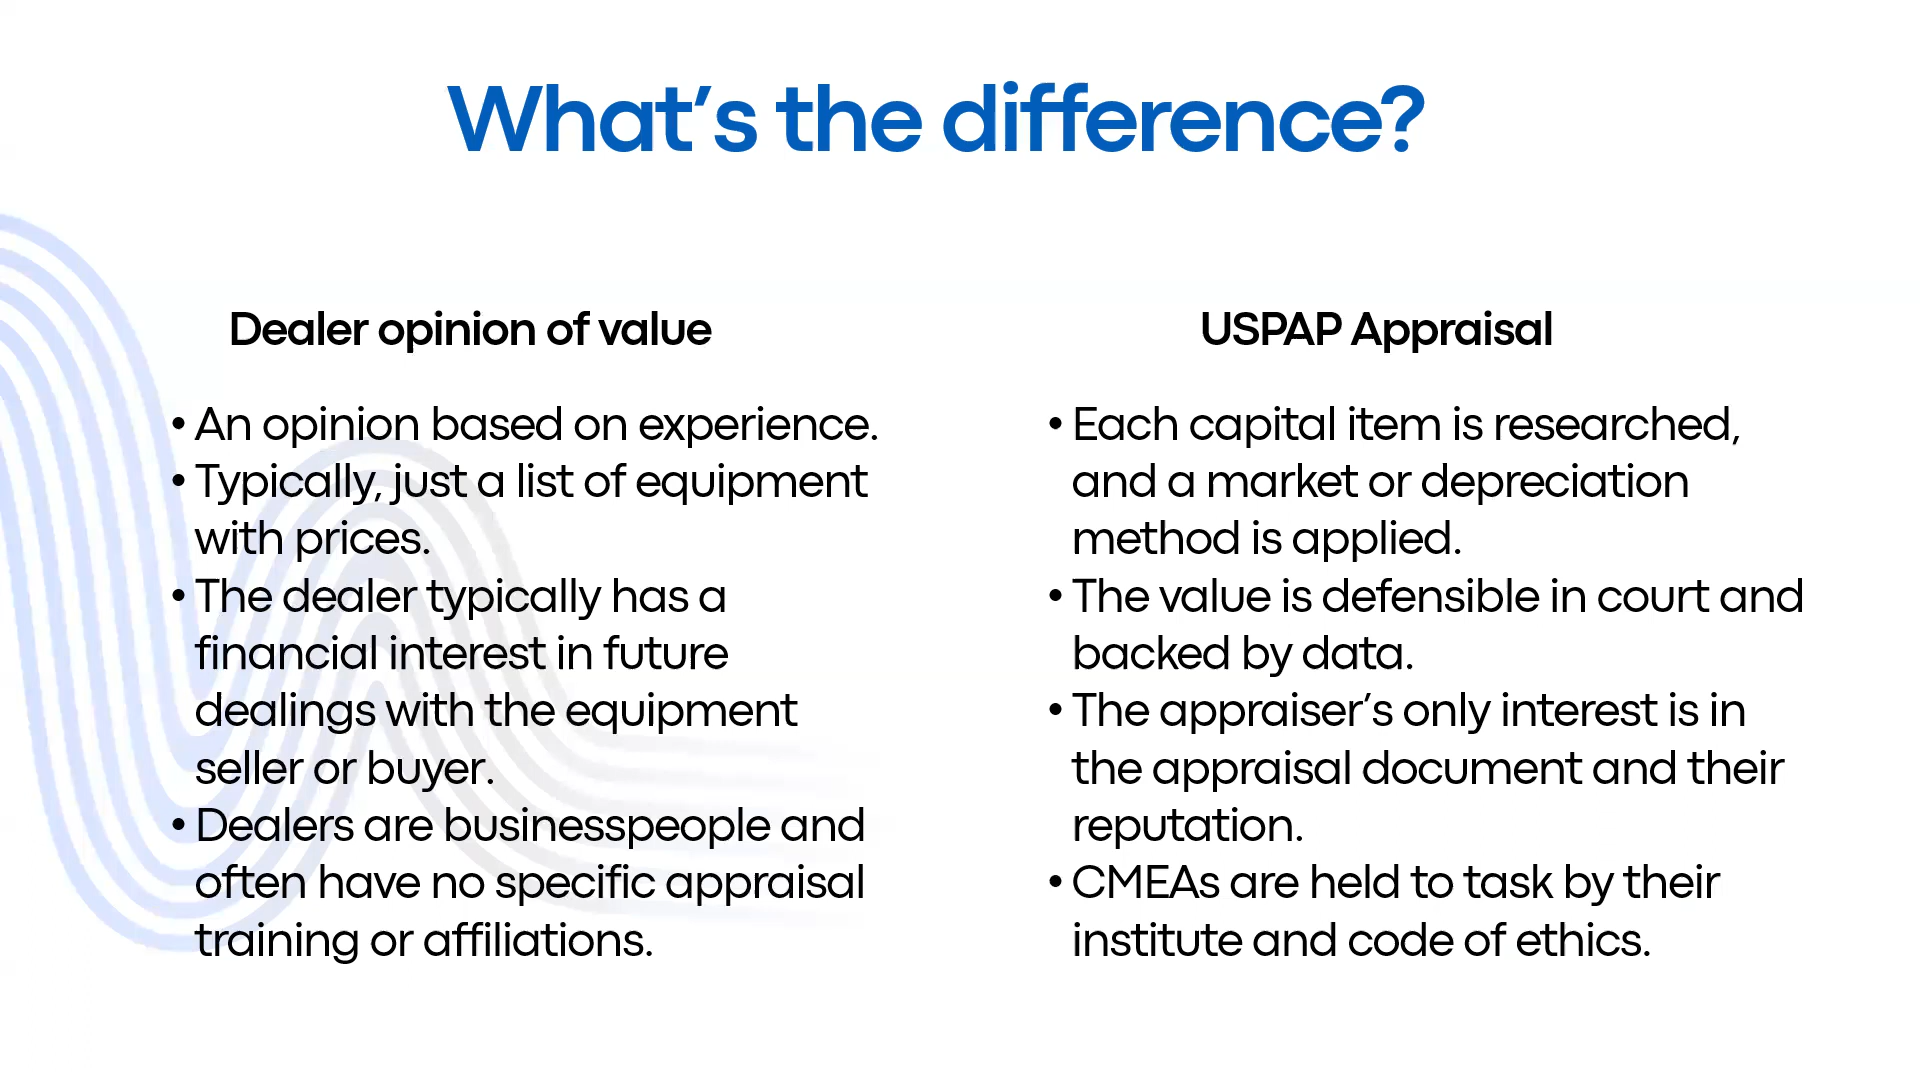 What’s the difference?
Dealer opinion of value
• An opinion based on experience.
• Typically, just a list of equipment
with prices.
• The dealer typically has a
financial interest in future
dealings with the equipment
seller or buyer.
• Dealers are businesspeople and
often have no specific appraisal
training or affiliations.
USPAP Appraisal
• Each capital item is researched,
and a market or depreciation
method is applied.
• The value is defensible in court and
backed by data.
• The appraiser’s only interest is in
the appraisal document and their
reputation.
• CMEAs are held to task by their
institute and code of ethics.